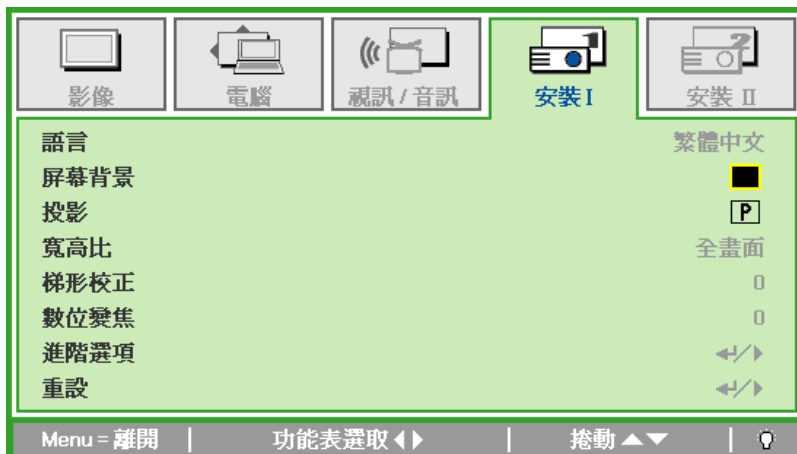 影像
電腦
視訊 / 音訊
安裝 I
安裝 II
語言 繁體中文
屏幕背景
投影 P
寬高比 全畫面
梯形校正 0
數位變焦 0
進階選項
重設
Menu = 離開 功能表選取 捲動